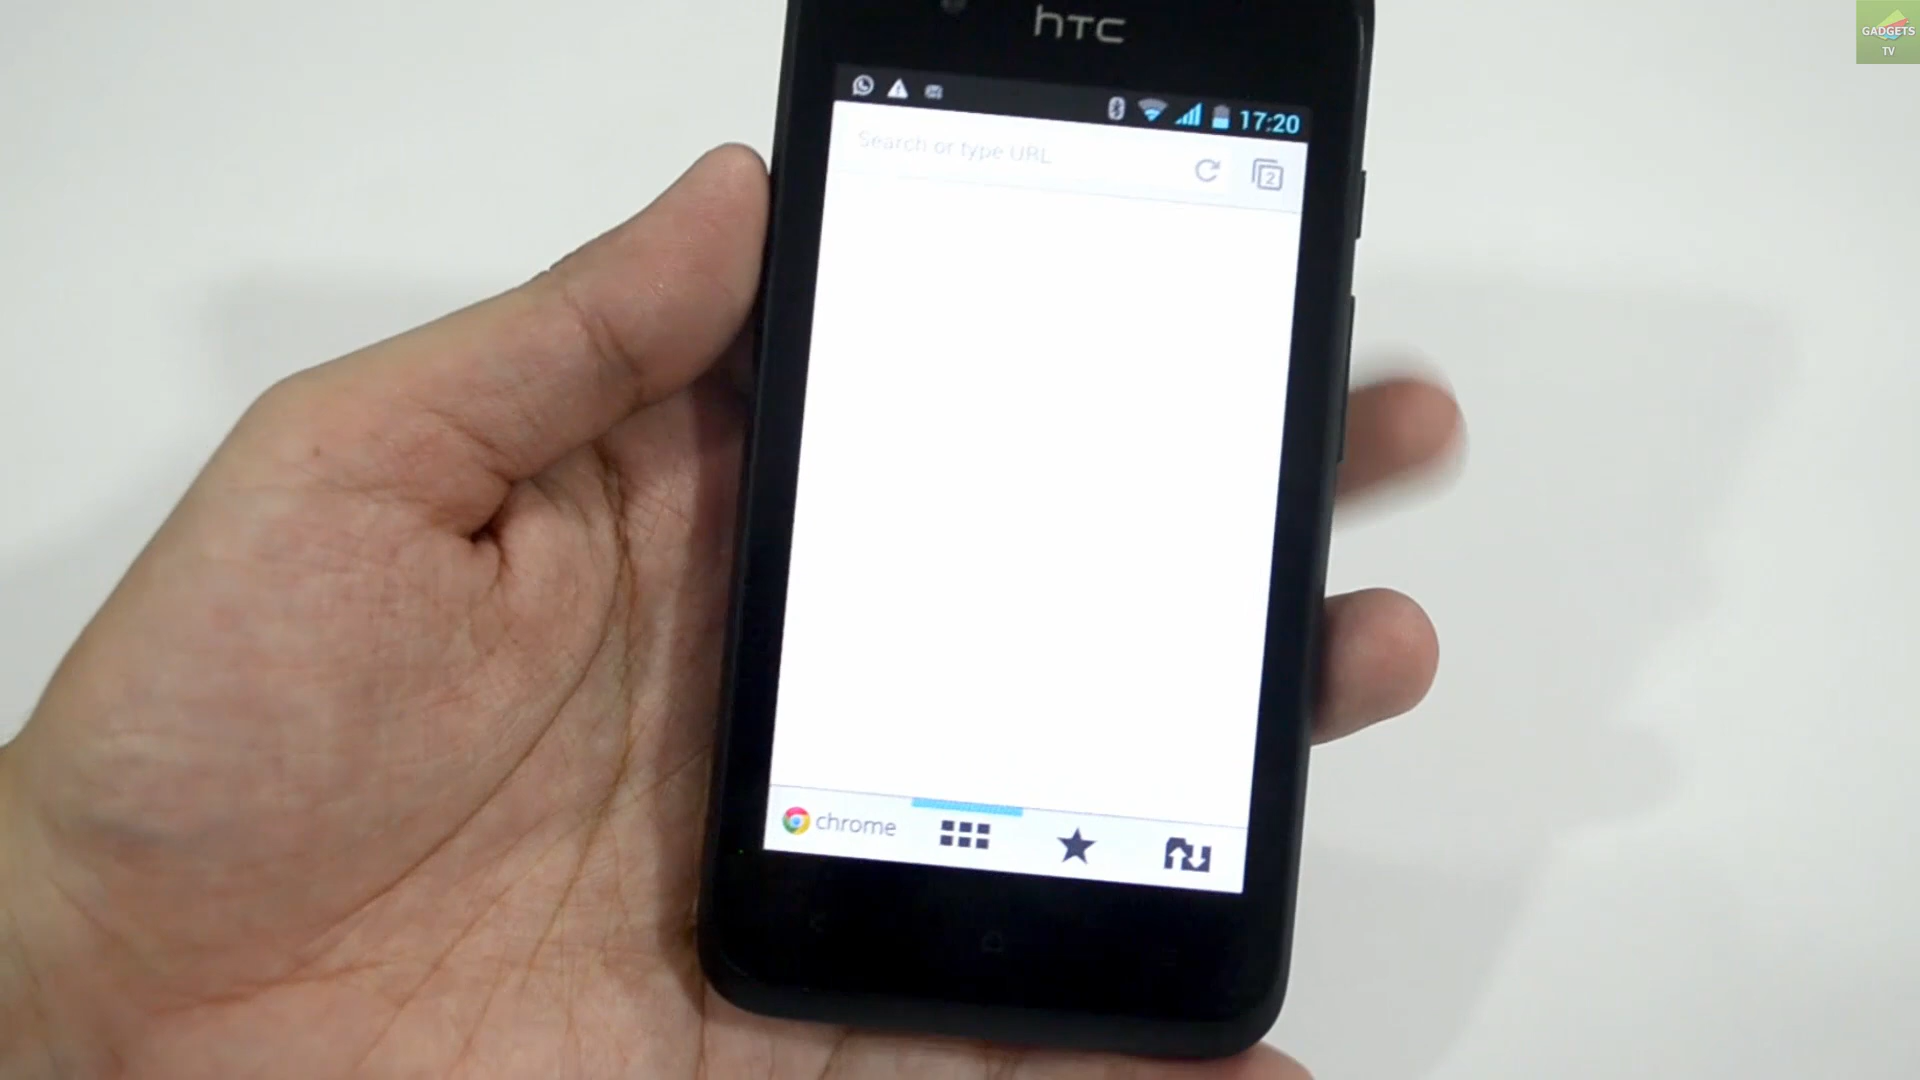 hTC
17:20
Search or type URL
2
chrome
GADGETS
TV